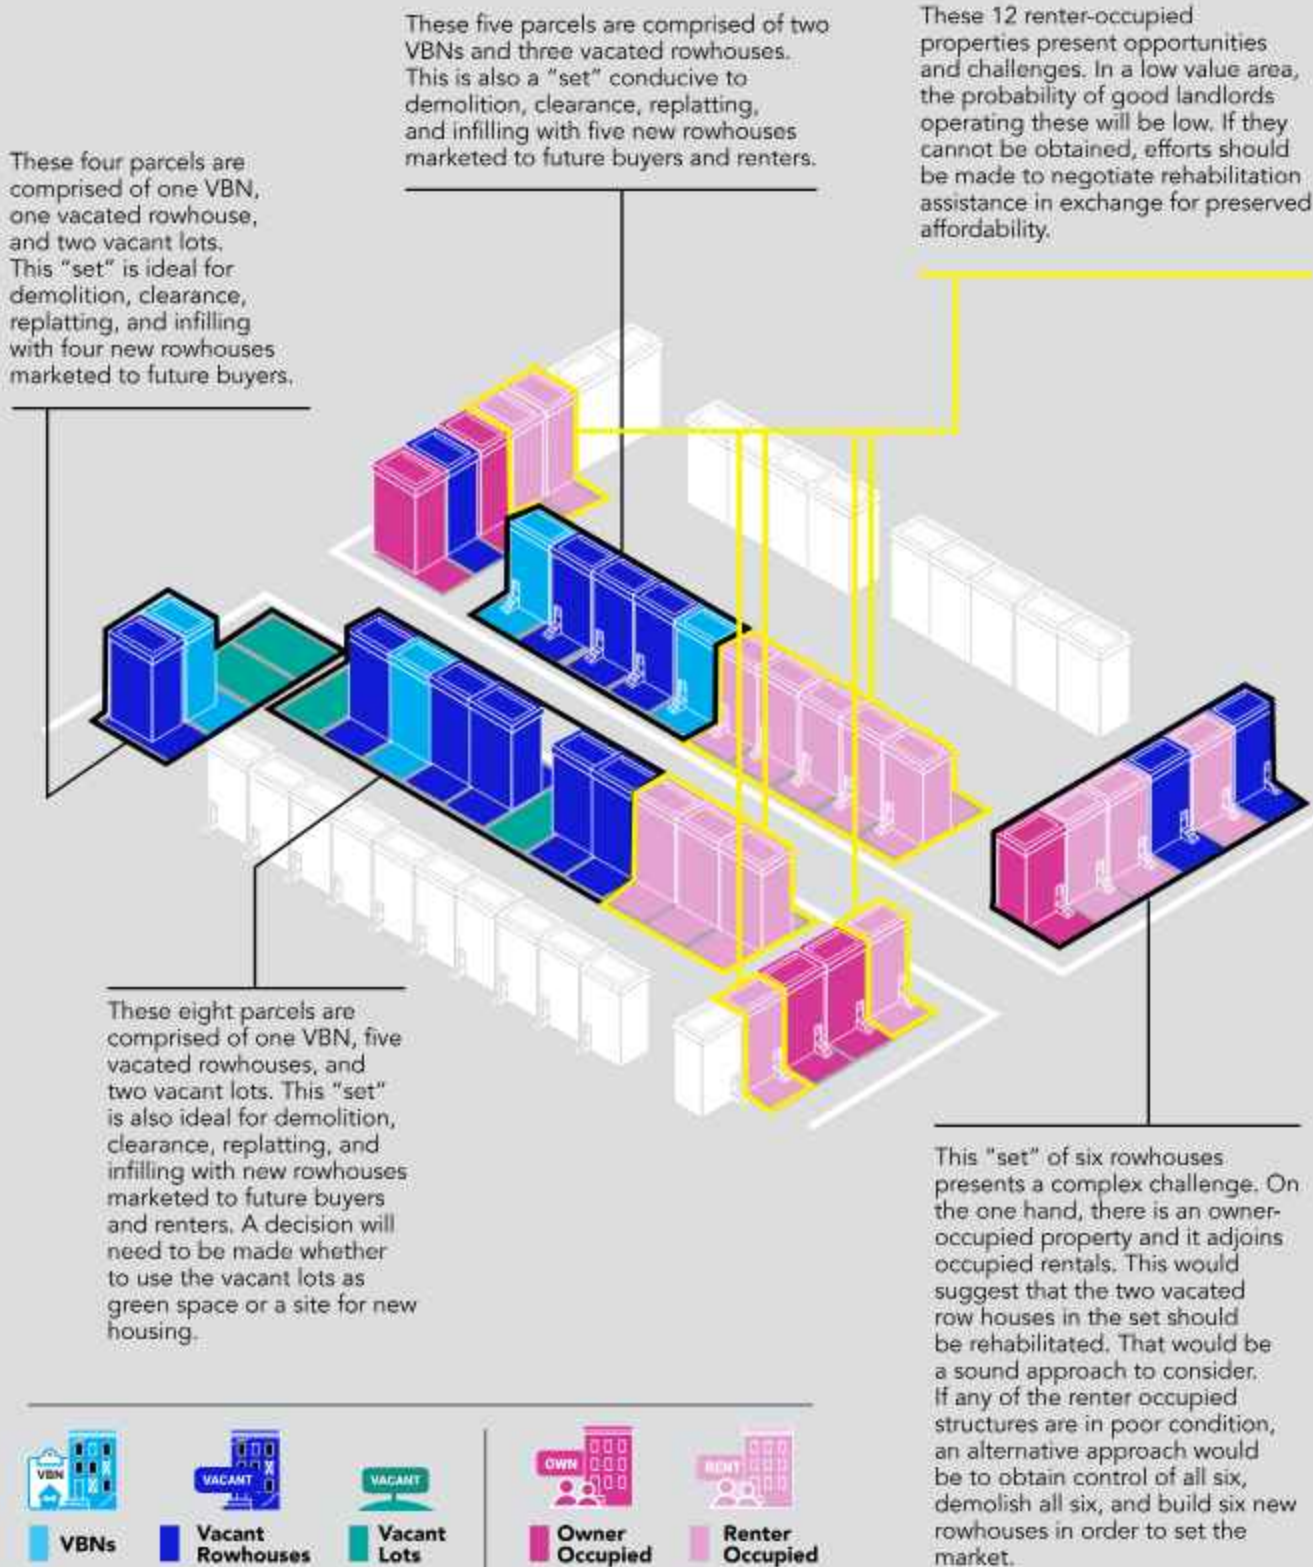 These five parcels are comprised of two
VBNs and three vacated rowhouses.
This is also a "set" conducive to
demolition, clearance, replatting,
and infilling with five new rowhouses
marketed to future buyers and renters.
These 12 renter-occupied
properties present opportunities
and challenges. In a low value area,
the probability of good landlords
operating these will be low. If they
cannot be obtained, efforts should
be made to negotiate rehabilitation
assistance in exchange for preserved
affordability.
These four parcels are
comprised of one VBN,
one vacated rowhouse,
and two vacant lots.
This "set" is ideal for
demolition, clearance,
replatting, and infilling
with four new rowhouses
marketed to future buyers.
These eight parcels are
comprised of one VBN, five
vacated rowhouses, and
two vacant lots. This "set"
is also ideal for demolition,
clearance, replatting, and
infilling with new rowhouses
marketed to future buyers
and renters. A decision will
need to be made whether
to use the vacant lots as
green space or a site for new
housing.
This "set" of six rowhouses
presents a complex challenge. On
the one hand, there is an owner-
occupied property and it adjoins
occupied rentals. This would
suggest that the two vacated
row houses in the set should
be rehabilitated. That would be
a sound approach to consider.
If any of the renter occupied
structures are in poor condition,
an alternative approach would
be to obtain control of all six,
demolish all six, and build six new
rowhouses in order to set the
market.
VBN
VACANT
VACANT
OWN
RENT
VBNs
Vacant
Rowhouses
Vacant
Lots
Owner
Occupied
Renter
Occupied